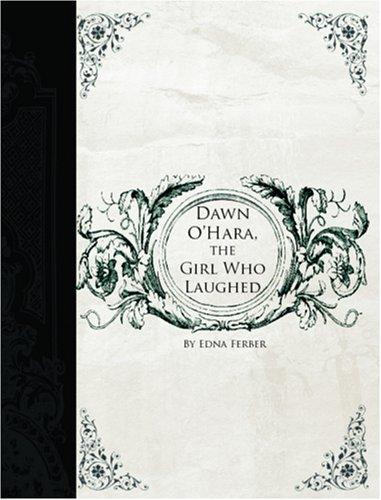 DAWN
O'HARA,
THE
GIRL WHO
LAUGHED
BY EDNA FERBER